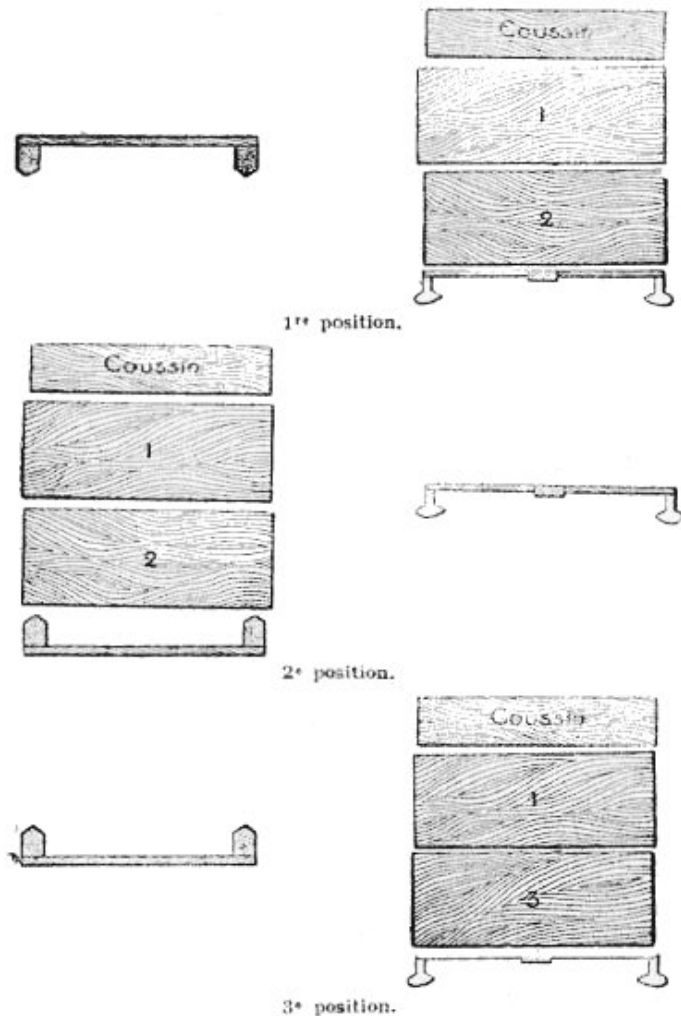 Coussin
1
2
1re position.
Coussin
1
2
2e position.
Coussin
1
3
3e position.